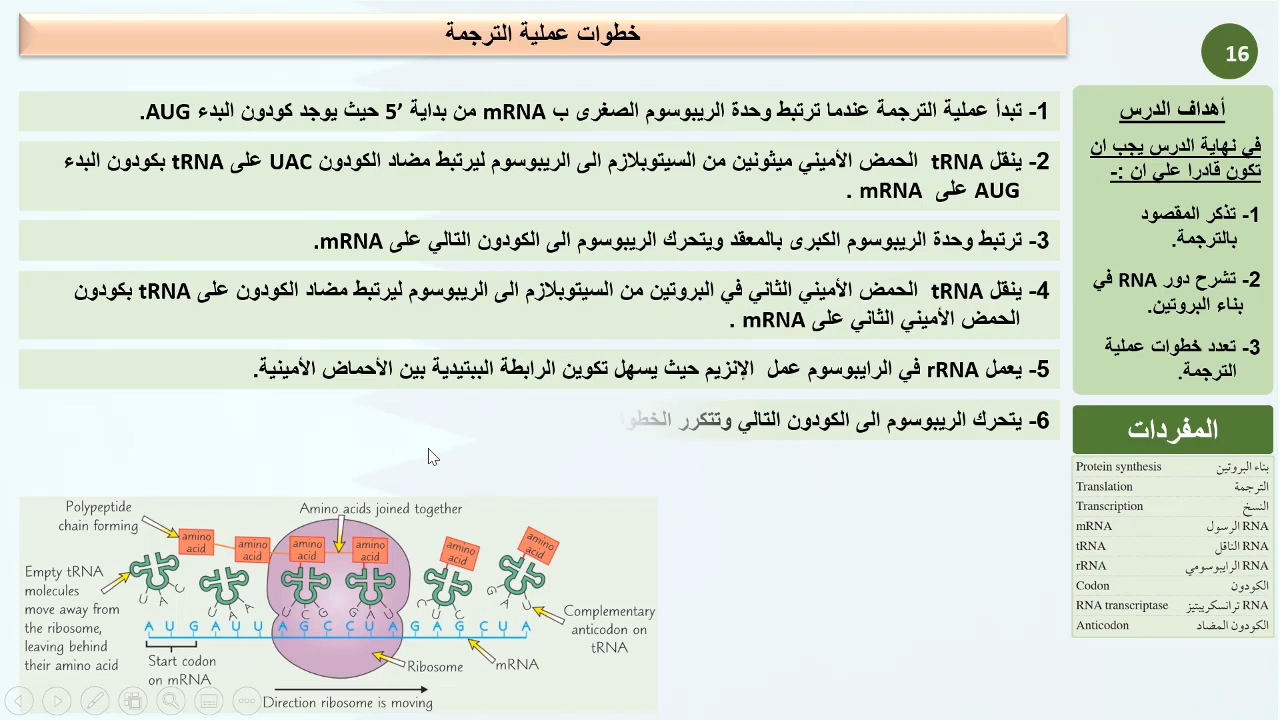 خطوات عملية الترجمة
16
1- تبدأ عملية الترجمة عندما ترتبط وحدة الريبوسوم الصغرى ب mRNA من بداية ’5 حيث يوجد كودون البدء AUG.
2- ينقل tRNA الحمض الأميني ميثونين من السيتوبلازم الى الريبوسوم ليرتبط مضاد الكودون UAC على tRNA بكودون البدء
AUG على mRNA .
3- ترتبط وحدة الريبوسوم الكبرى بالمعقد ويتحرك الريبوسوم الى الكودون التالي على mRNA.
4- ينقل tRNA الحمض الأميني الثاني في البروتين من السيتوبلازم الى الريبوسوم ليرتبط مضاد الكودون على tRNA بكودون
الحمض الأميني الثاني على mRNA .
5- يعمل rRNA في الرايبوسوم عمل الإنزيم حيث يسهل تكوين الرابطة الببتيدية بين الأحماض الأمينية.
6- يتحرك الريبوسوم الى الكودون التالي وتتكرر
أهداف الدرس
في نهاية الدرس يجب ان
تكون قادرا علي ان :-
1- تذكر المقصود
بالترجمة.
2- تشرح دور RNA في
بناء البروتين.
3- تعدد خطوات عملية
الترجمة.
المفردات
Protein synthesis بناء البروتين
Translation الترجمة
Transcription النسخ
mRNA RNA الرسول
tRNA RNA الناقل
rRNA RNA الرايبوسومي
Codon الكودون
RNA transcriptase RNA ترانسكريبتيز
Anticodon الكودون المضاد
Polypeptide
chain forming
Amino acids joined together
amino
acid
amino
acid
amino
acid
amino
acid
amino
acid
amino
acid
Empty tRNA
molecules
move away from
the ribosome,
leaving behind
their amino acid
U A C
U A A
U C G
G A U
C U C
G A U
A U G A U U A G C C U A G A G C U A
Complementary
anticodon on
tRNA
Start codon
on mRNA
Ribosome
mRNA
Direction ribosome is moving